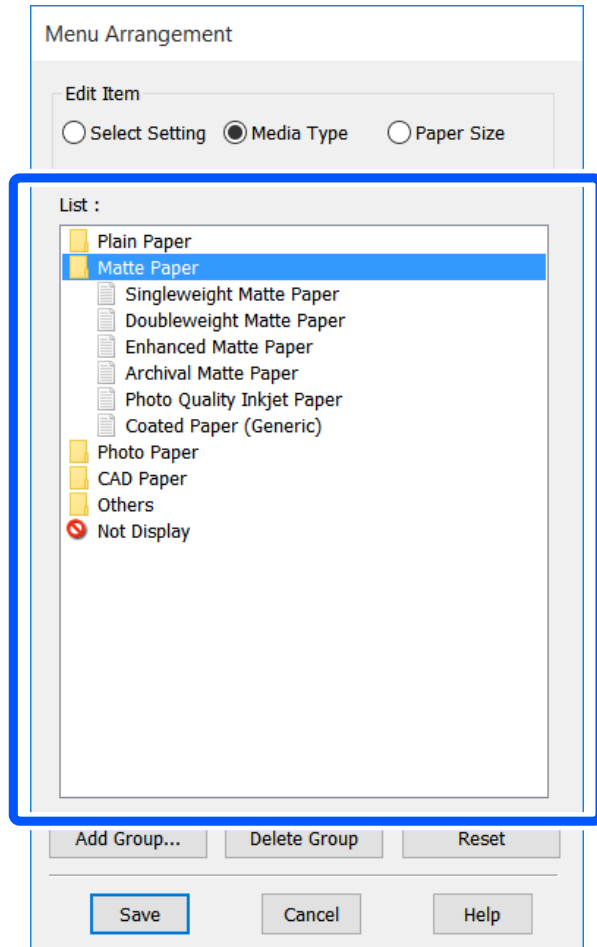 Menu Arrangement
Edit Item
Select Setting Media Type Paper Size
List :
Plain Paper
Matte Paper
Singleweight Matte Paper
Doubleweight Matte Paper
Enhanced Matte Paper
Archival Matte Paper
Photo Quality Inkjet Paper
Coated Paper (Generic)
Photo Paper
CAD Paper
Others
Not Display
Add Group... Delete Group Reset
Save Cancel Help